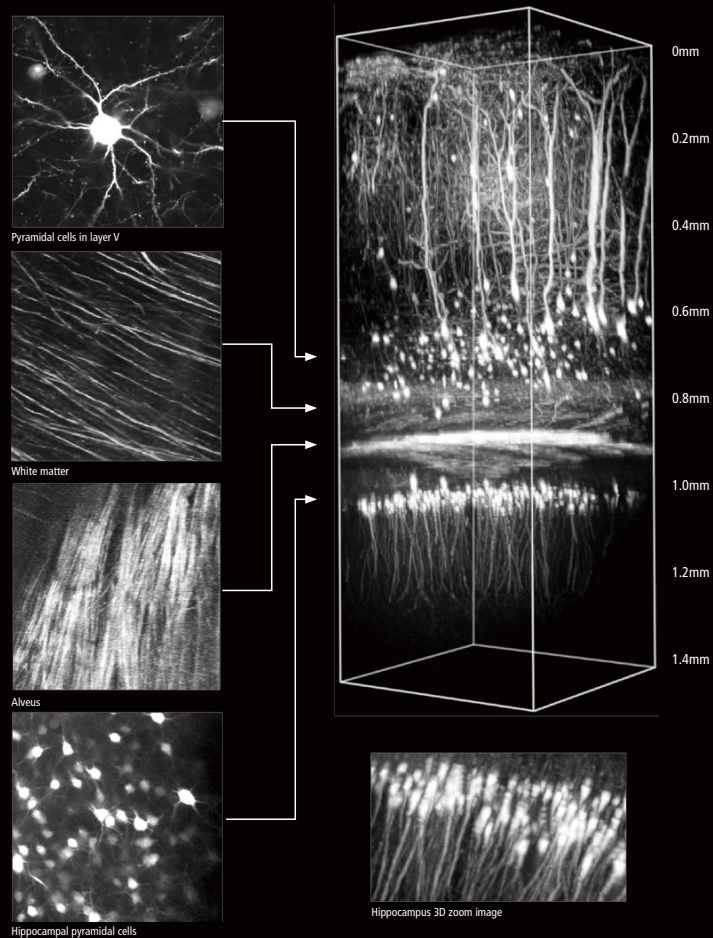 Pyramidal cells in layer V
White matter
Alveus
Hippocampal pyramidal cells
0mm
0.2mm
0.4mm
0.6mm
0.8mm
1.0mm
1.2mm
1.4mm
Hippocampus 3D zoom image